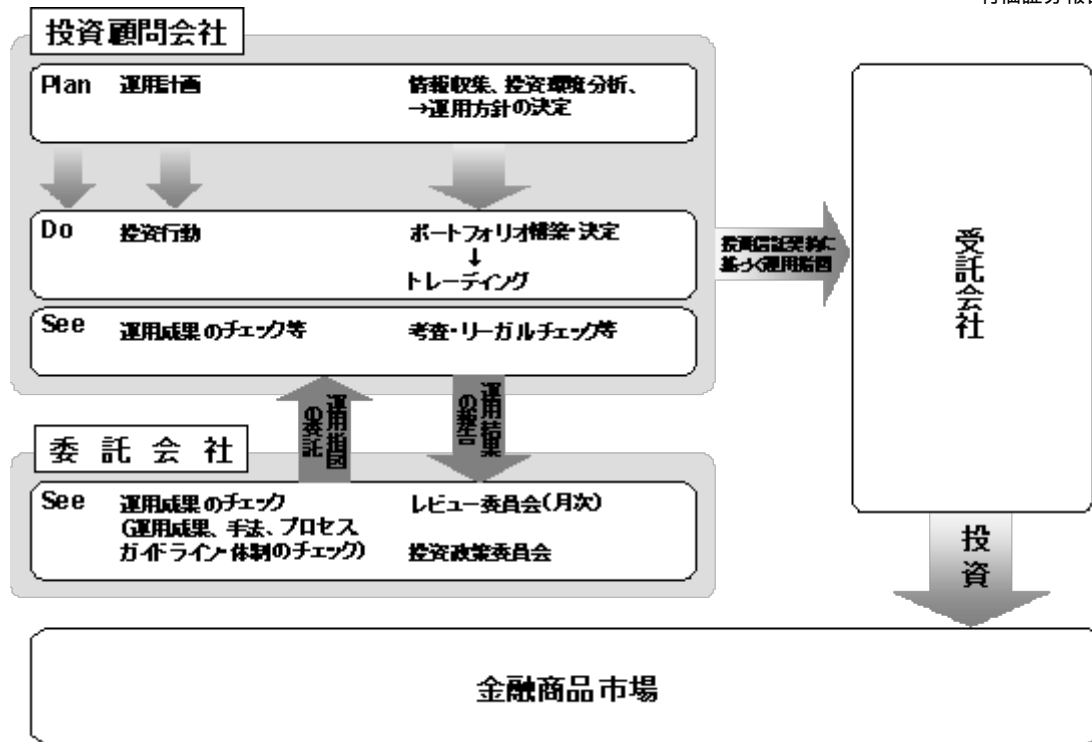 投資顧問会社
Plan 運用計画 情報収集、投資環境分析、
→運用方針の決定
Do 投資行動 ポートフォリオ構築・決定
↓
トレーディング
See 運用成果のチェック等 考査・リーガルチェック等
投資信託契約に
基づく運用指図
受託会社
運用指図
の委託
運用結果
の報告
委託会社
See 運用成果のチェック レビュー委員会(月次)
(運用成果、手法、プロセス
ガイドライン・体制のチェック) 投資政策委員会
投資
金融商品市場